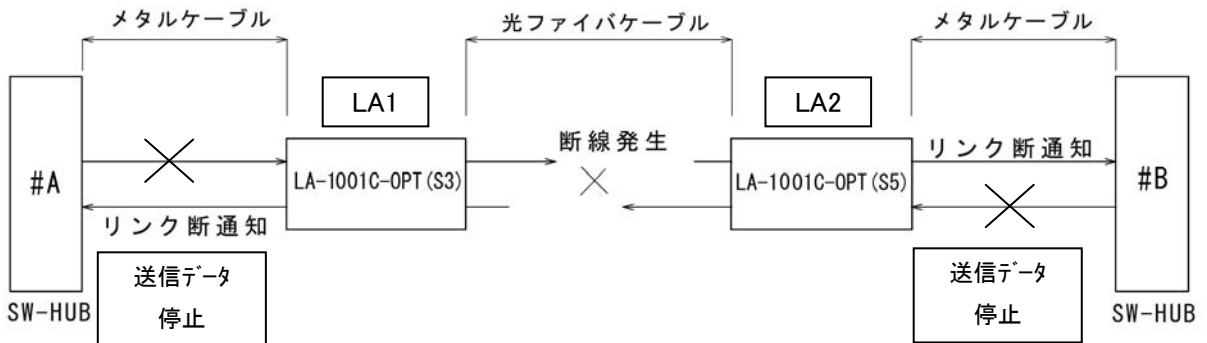 メタルケーブル
光ファイバケーブル
メタルケーブル
LA1
LA2
断線発生
リンク断通知
#A
LA-1001C-OPT(S3)
LA-1001C-OPT(S5)
#B
リンク断通知
送信ﾃﾞｰﾀ
停止
送信ﾃﾞｰﾀ
停止
SW-HUB
SW-HUB